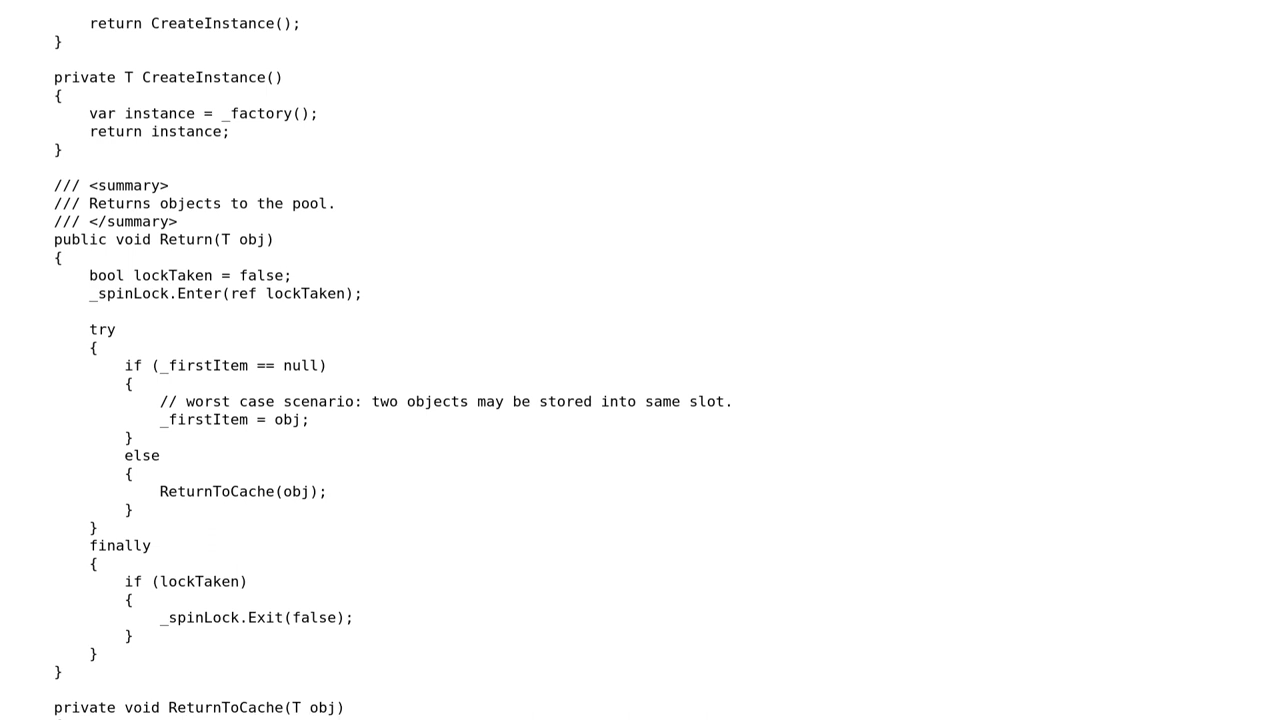 return CreateInstance();
}
private T CreateInstance()
{
var instance = _factory();
return instance;
}
/// <summary>
/// Returns objects to the pool.
/// </summary>
public void Return(T obj)
{
bool lockTaken = false;
_spinLock.Enter(ref lockTaken);
try
{
if (_firstItem == null)
{
// worst case scenario: two objects may be stored into same slot.
_firstItem = obj;
}
else
{
ReturnToCache(obj);
}
}
finally
{
if (lockTaken)
{
_spinLock.Exit(false);
}
}
}
private void ReturnToCache(T obj)